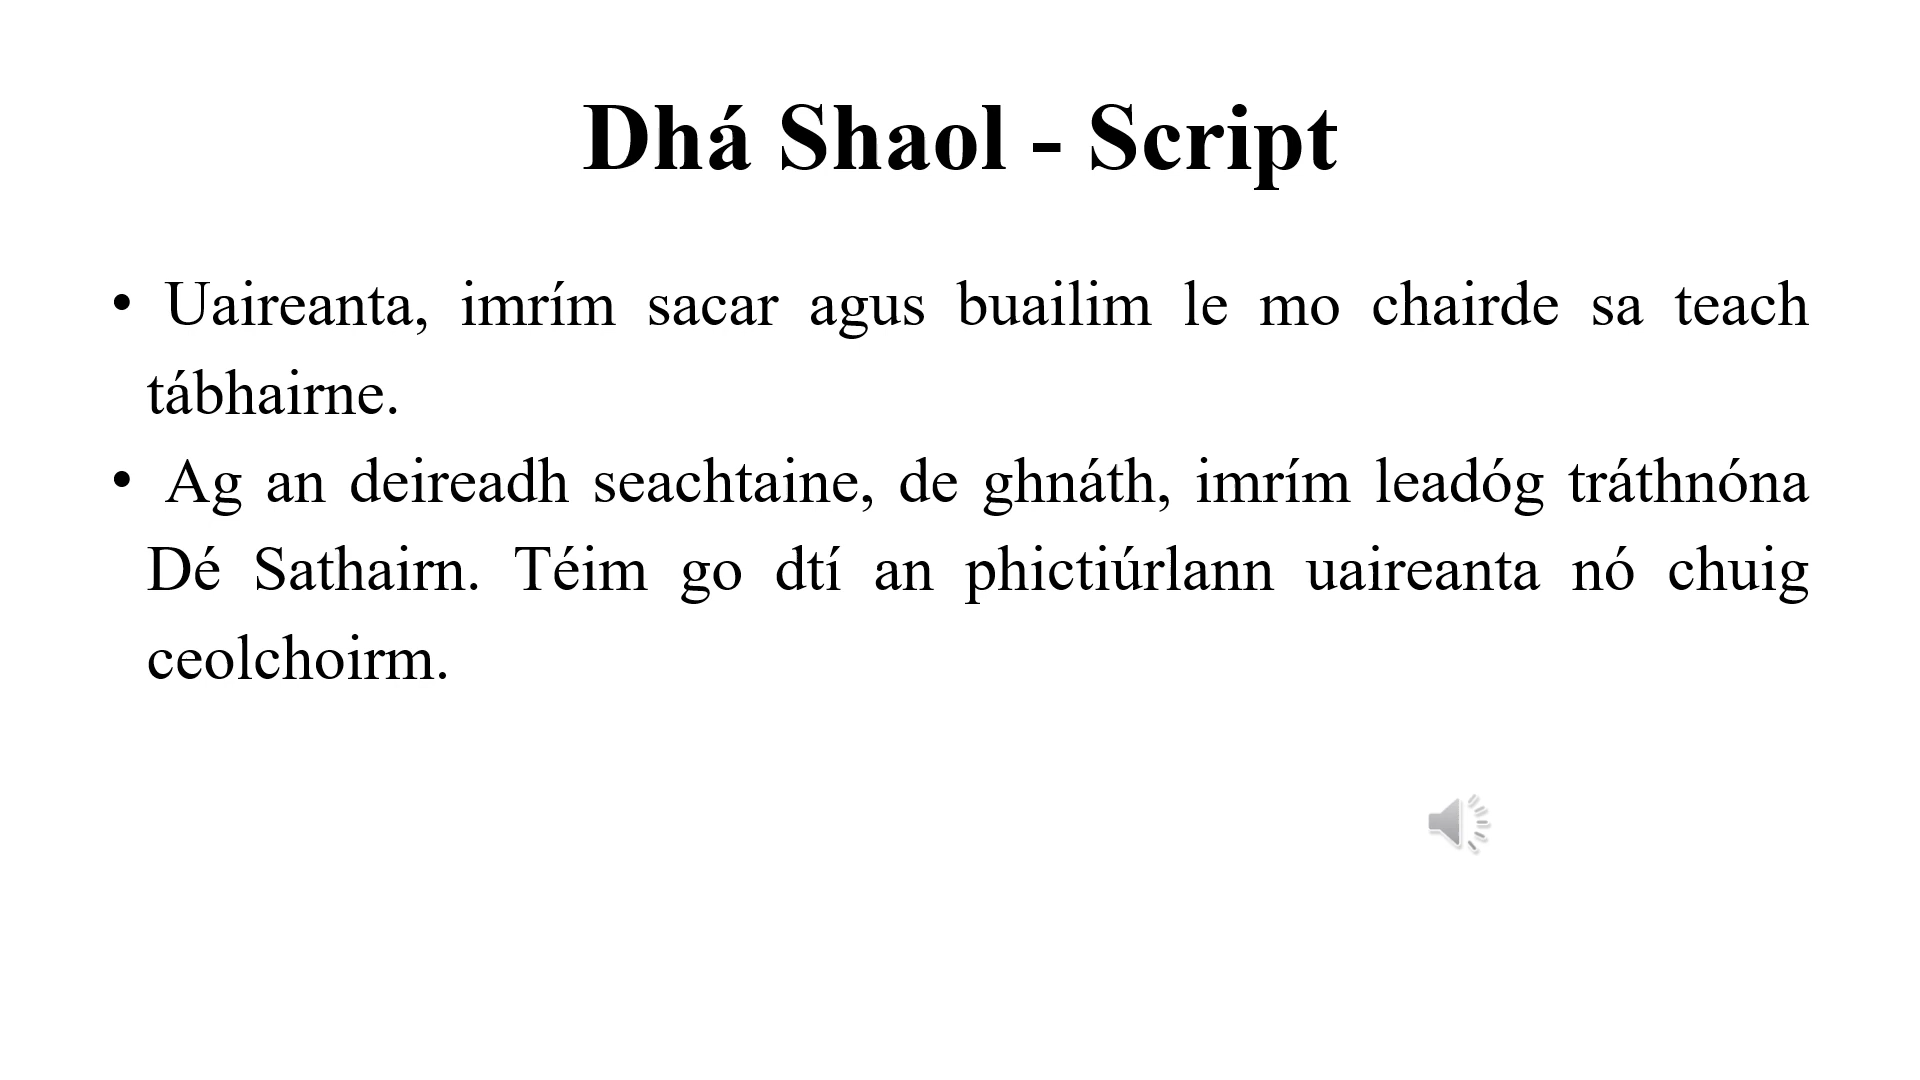 Dhá Shaol - Script
• Uaireanta, imrím sacar agus buailim le mo chairde sa teach
tábhairne.
• Ag an deireadh seachtaine, de ghnáth, imrím leadóg tráthnóna
Dé Sathairn. Téim go dtí an phictiúrlann uaireanta nó chuig
ceolchoirm.